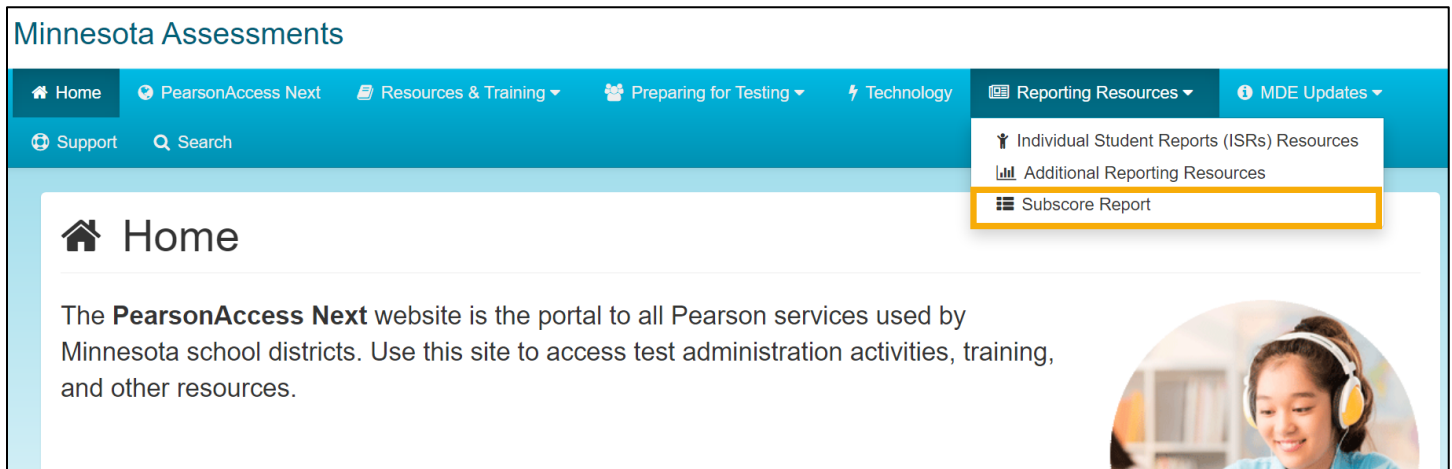 Minnesota Assessments
Home PearsonAccess Next Resources & Training Preparing for Testing Technology Reporting Resources MDE Updates
Support Search
Individual Student Reports (ISRs) Resources
Additional Reporting Resources
Subscore Report
Home
The PearsonAccess Next website is the portal to all Pearson services used by
Minnesota school districts. Use this site to access test administration activities, training,
and other resources.